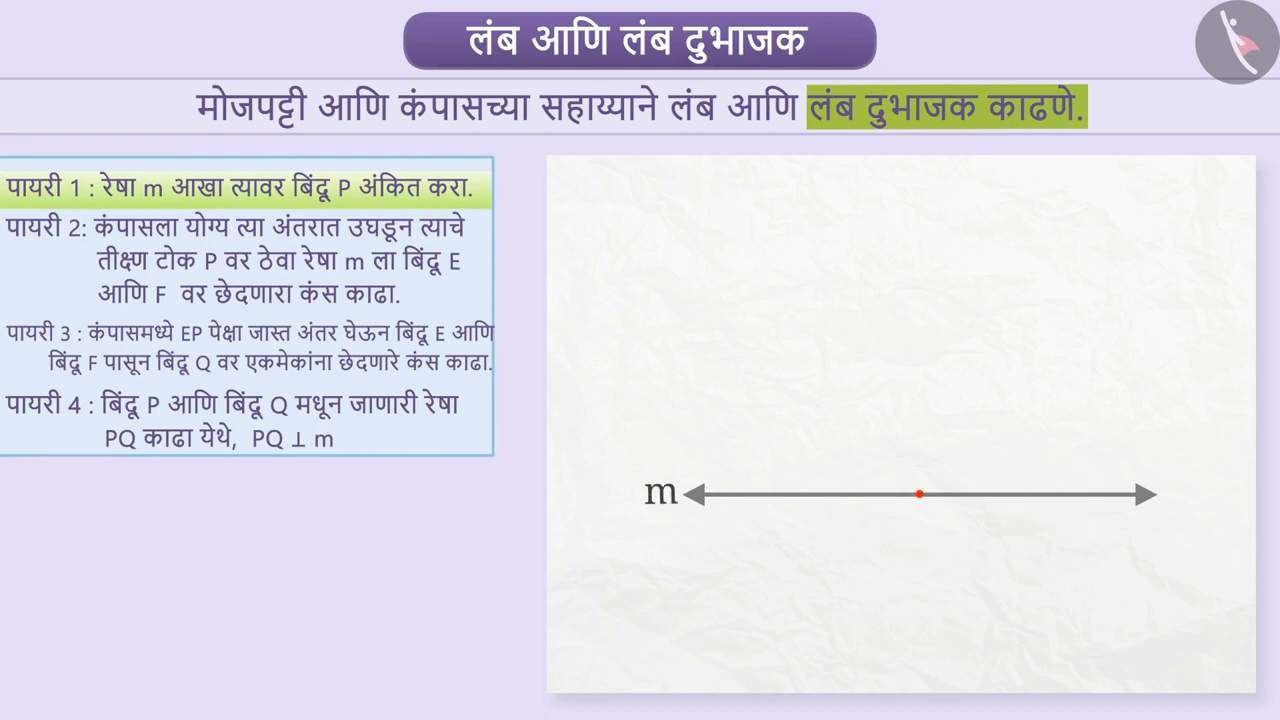 लंब आणि लंब दुभाजक
मोजपट्टी आणि कंपासच्या सहाय्याने लंब आणि लंब दुभाजक काढणे.
पायरी 1 : रेषा m आखा त्यावर बिंदू P अंकित करा.
पायरी 2: कंपासला योग्य त्या अंतरात उघडून त्याचे
तीक्ष्ण टोक P वर ठेवा रेषा m ला बिंदू E
आणि F वर छेदणारा कंस काढा.
पायरी 3 : कंपासमध्ये EP पेक्षा जास्त अंतर घेऊन बिंदू E आणि
बिंदू F पासून बिंदू Q वर एकमेकांना छेदणारे कंस काढा.
पायरी 4 : बिंदू P आणि बिंदू Q मधून जाणारी रेषा
PQ काढा येथे, PQ ⊥ m
m